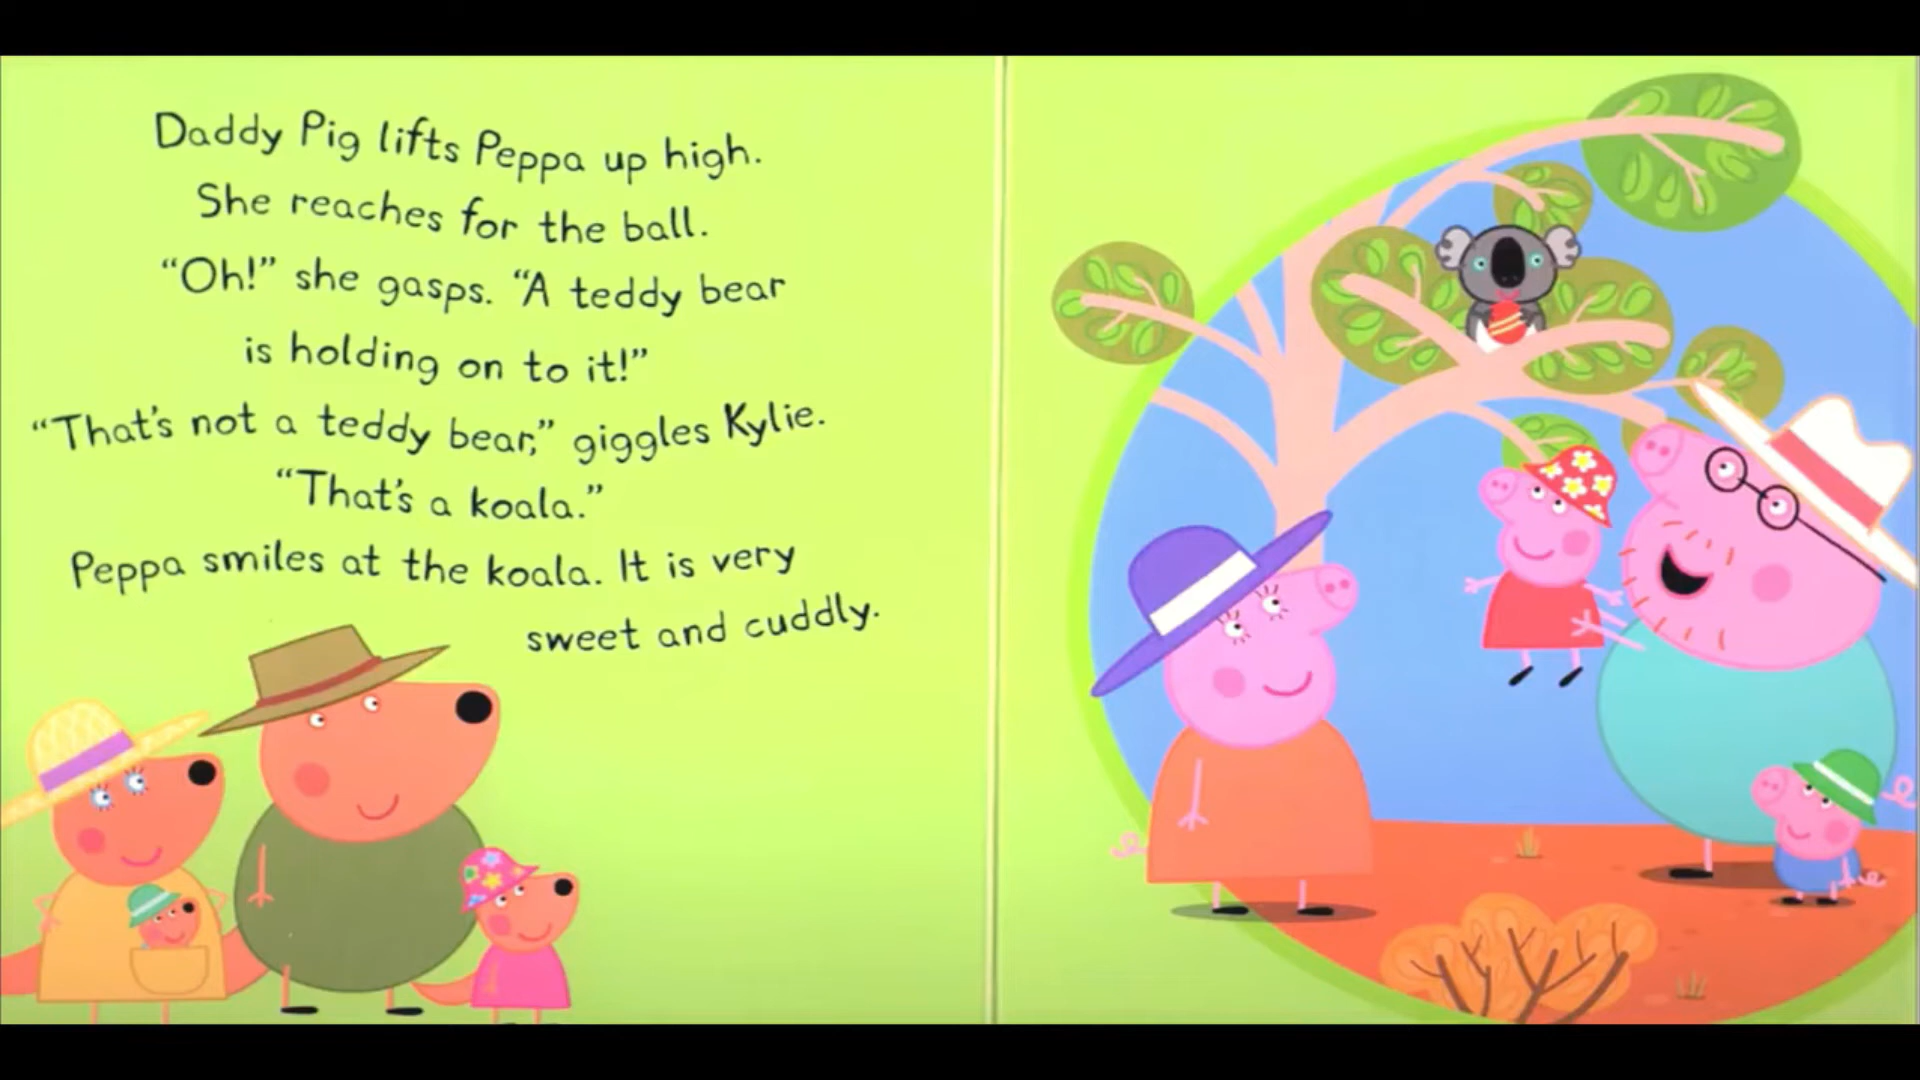 Daddy Pig lifts Peppa up high.
She reaches for the ball.
“Oh!” she gasps. “A teddy bear
is holding on to it!”
“That’s not a teddy bear,” giggles Kylie.
“That’s a koala.”
Peppa smiles at the koala. It is very
sweet and cuddly.